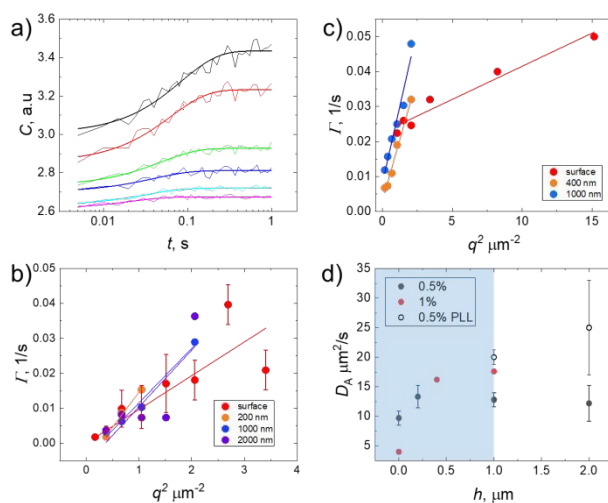 a)
3.6
3.4
3.2
3.0
2.8
2.6
C, a.u
0.01
0.1
1
t, s
c)
0.05
0.04
0.03
0.02
0.01
0.00
Γ, 1/s
surface
400 nm
1000 nm
0
5
10
15
q² μm⁻²
b)
0.05
0.04
0.03
0.02
0.01
0.00
Γ, 1/s
surface
200 nm
1000 nm
2000 nm
0
1
2
3
4
q² μm⁻²
d)
35
30
25
20
15
10
5
D_A μm²/s
0.5%
1%
0.5% PLL
0.0
0.5
1.0
1.5
2.0
h, μm